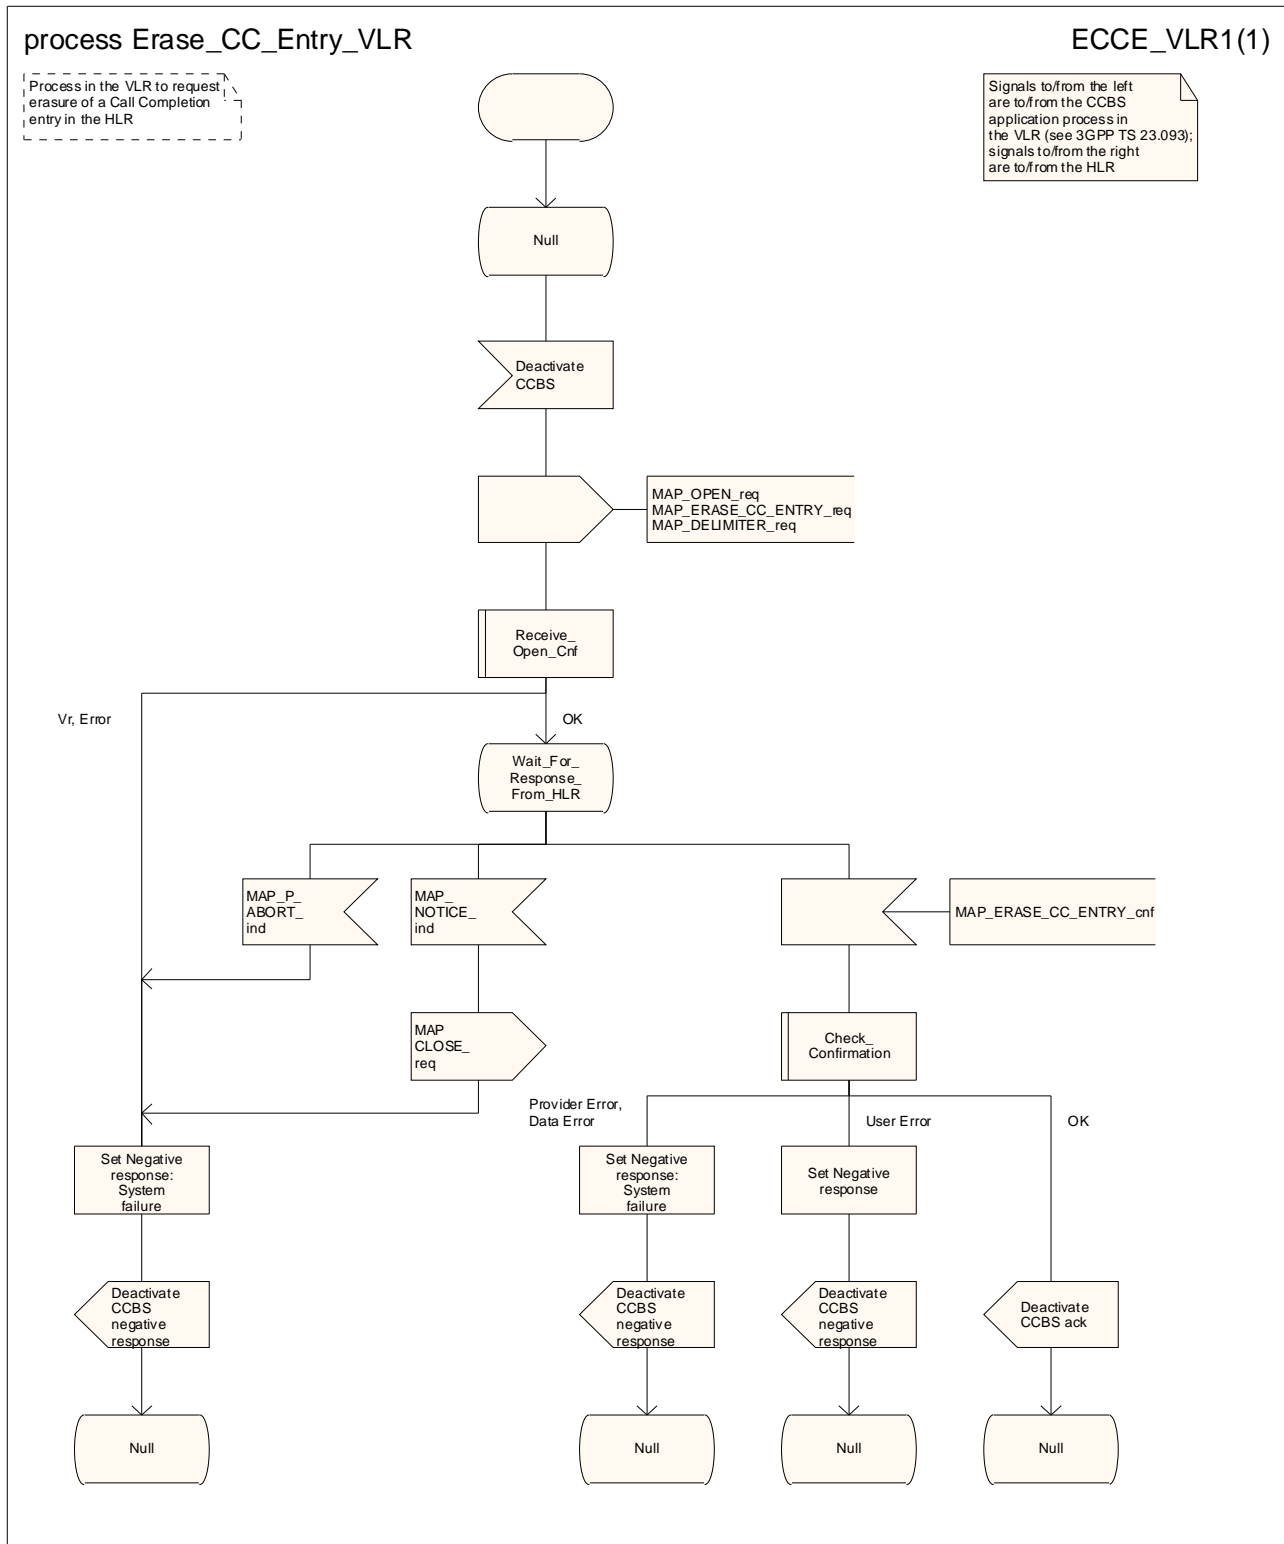 process Erase_CC_Entry_VLR
ECCE_VLR1(1)
Process in the VLR to request
erasure of a Call Completion
entry in the HLR
Signals to/from the left
are to/from the CCBS
application process in
the VLR (see 3GPP TS 23.093);
signals to/from the right
are to/from the HLR
Null
Deactivate
CCBS
MAP_OPEN_req
MAP_ERASE_CC_ENTRY_req
MAP_DELIMITER_req
Receive_
Open_Cnf
Vr, Error
OK
Wait_For_
Response_
From_HLR
MAP_P_
ABORT_
ind
MAP_
NOTICE_
ind
MAP_ERASE_CC_ENTRY_cnf
MAP
CLOSE_
req
Check_
Confirmation
Provider Error,
Data Error
User Error
OK
Set Negative
response:
System
failure
Set Negative
response:
System
failure
Set Negative
response
Deactivate
CCBS
negative
response
Deactivate
CCBS
negative
response
Deactivate
CCBS
negative
response
Deactivate
CCBS ack
Null
Null
Null
Null